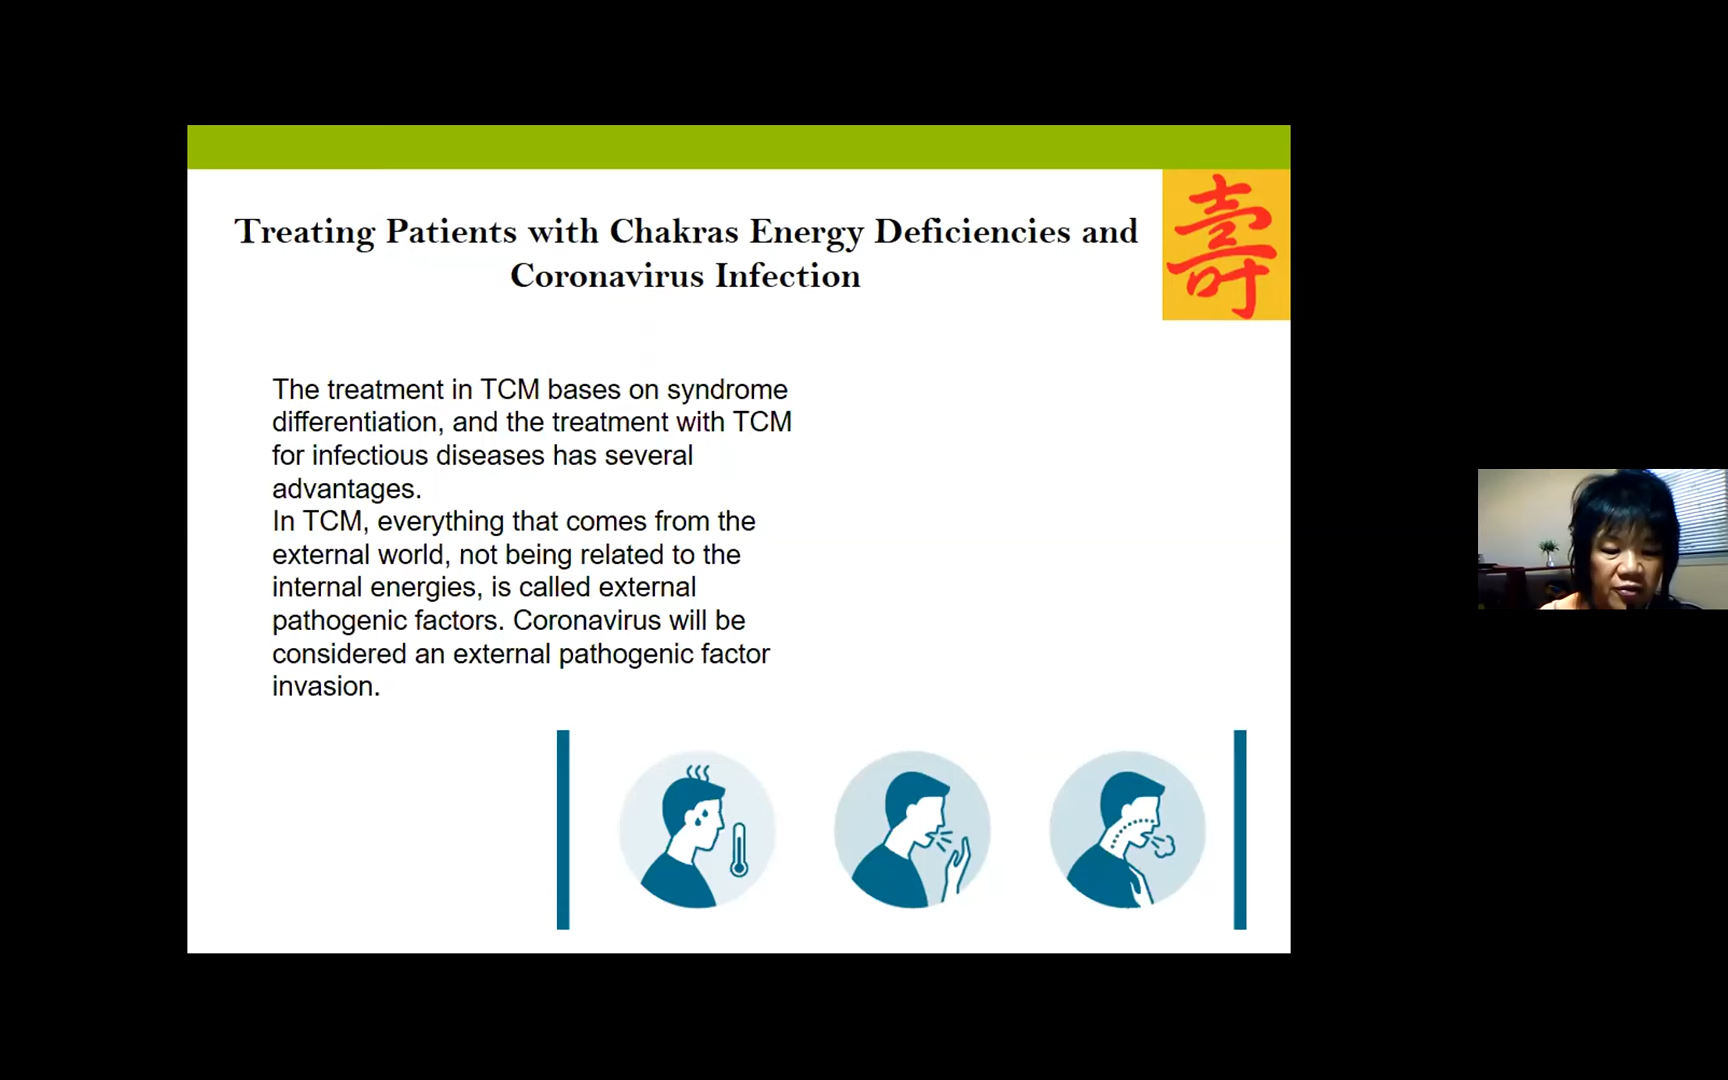 Treating Patients with Chakras Energy Deficiencies and
Coronavirus Infection
壽
The treatment in TCM bases on syndrome
differentiation, and the treatment with TCM
for infectious diseases has several
advantages.
In TCM, everything that comes from the
external world, not being related to the
internal energies, is called external
pathogenic factors. Coronavirus will be
considered an external pathogenic factor
invasion.